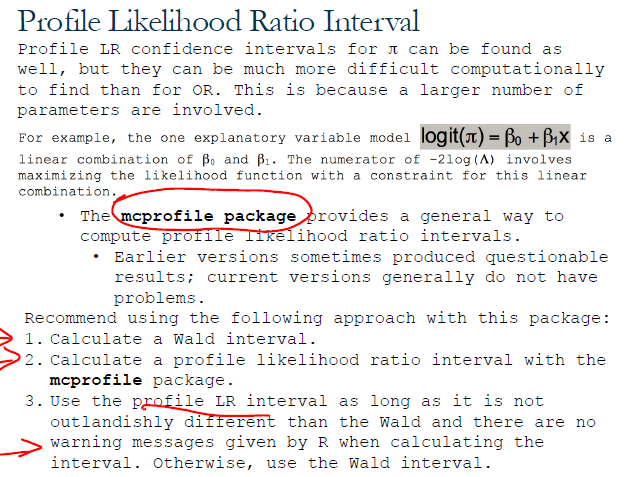 Profile Likelihood Ratio Interval
Profile LR confidence intervals for π can be found as
well, but they can be much more difficult computationally
to find than for OR. This is because a larger number of
parameters are involved.
For example, the one explanatory variable model logit(π) = β₀ + β₁x is a
linear combination of β₀ and β₁. The numerator of -2log(Λ) involves
maximizing the likelihood function with a constraint for this linear
combination.
• The mcprofile package provides a general way to
compute profile likelihood ratio intervals.
• Earlier versions sometimes produced questionable
results; current versions generally do not have
problems.
Recommend using the following approach with this package:
1. Calculate a Wald interval.
2. Calculate a profile likelihood ratio interval with the
mcprofile package.
3. Use the profile LR interval as long as it is not
outlandishly different than the Wald and there are no
warning messages given by R when calculating the
interval. Otherwise, use the Wald interval.